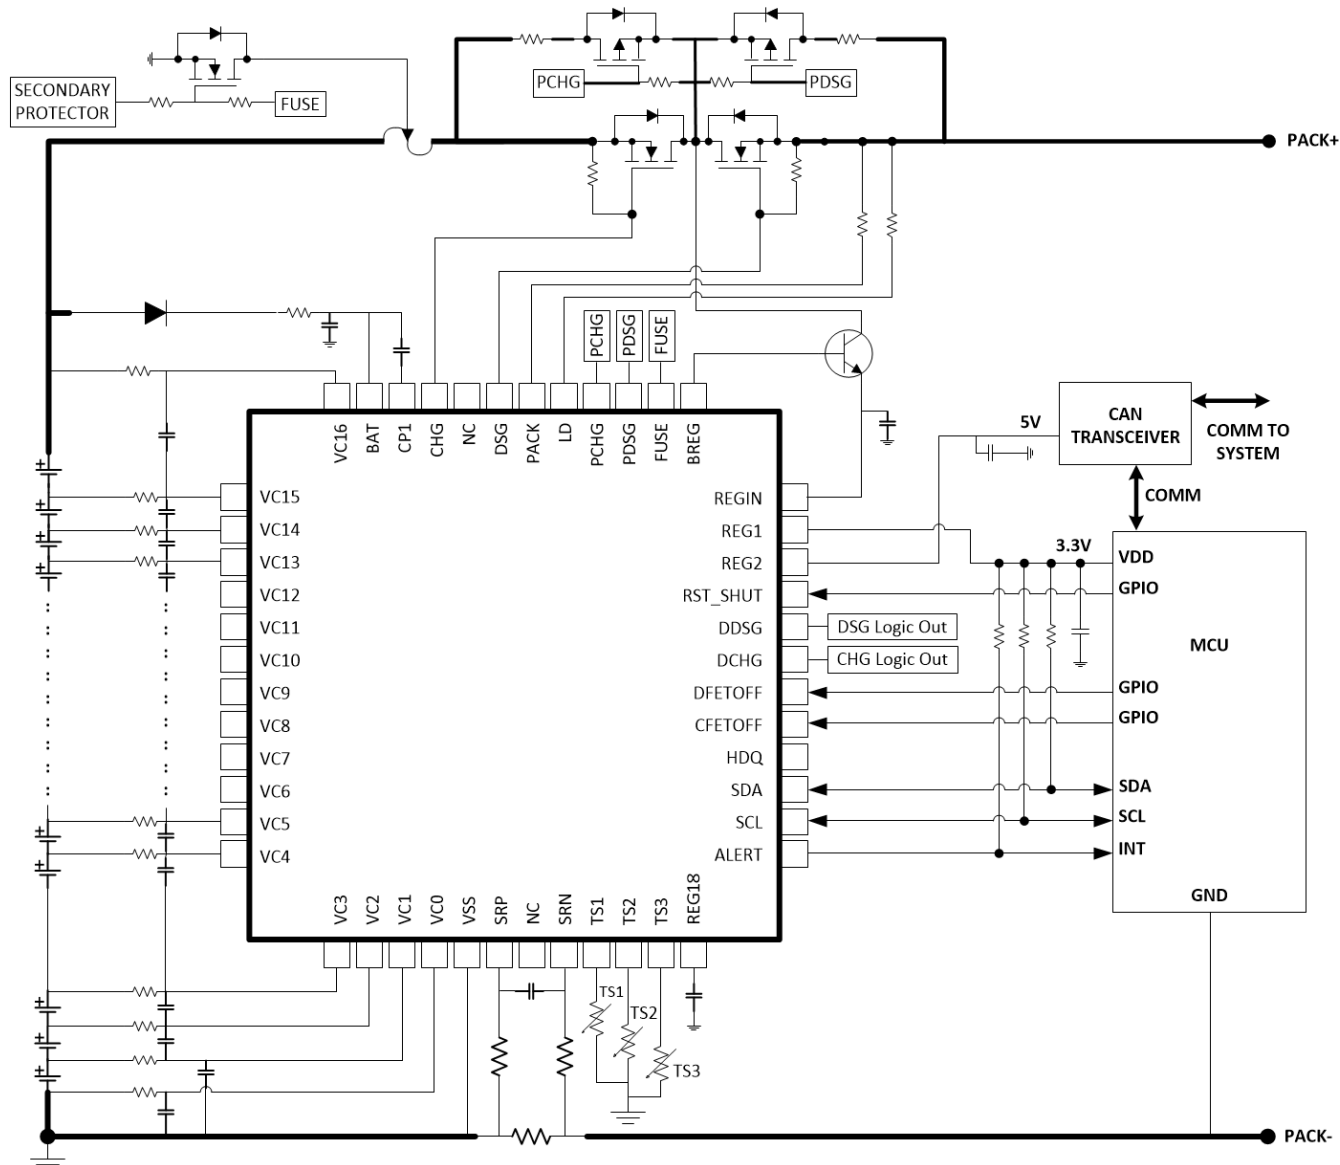 PCHG
PDSG
SECONDARY
PROTECTOR
FUSE
PACK+
PCHG
PDSG
FUSE
VC16
BAT
CP1
CHG
NC
DSG
PACK
LD
PCHG
PDSG
FUSE
BREG
5V
CAN
TRANSCEIVER
COMM TO
SYSTEM
COMM
VC15
VC14
VC13
VC12
VC11
VC10
VC9
VC8
VC7
VC6
VC5
VC4
REGIN
REG1
REG2
RST_SHUT
DDSG
DCHG
DFETOFF
CFETOFF
HDQ
SDA
SCL
ALERT
DSG Logic Out
CHG Logic Out
3.3V
VDD
GPIO
MCU
GPIO
GPIO
SDA
SCL
INT
GND
VC3
VC2
VC1
VC0
VSS
SRP
NC
SRN
TS1
TS2
TS3
REG18
TS1
TS2
TS3
+
+
+
+
+
+
+
+
+
PACK-